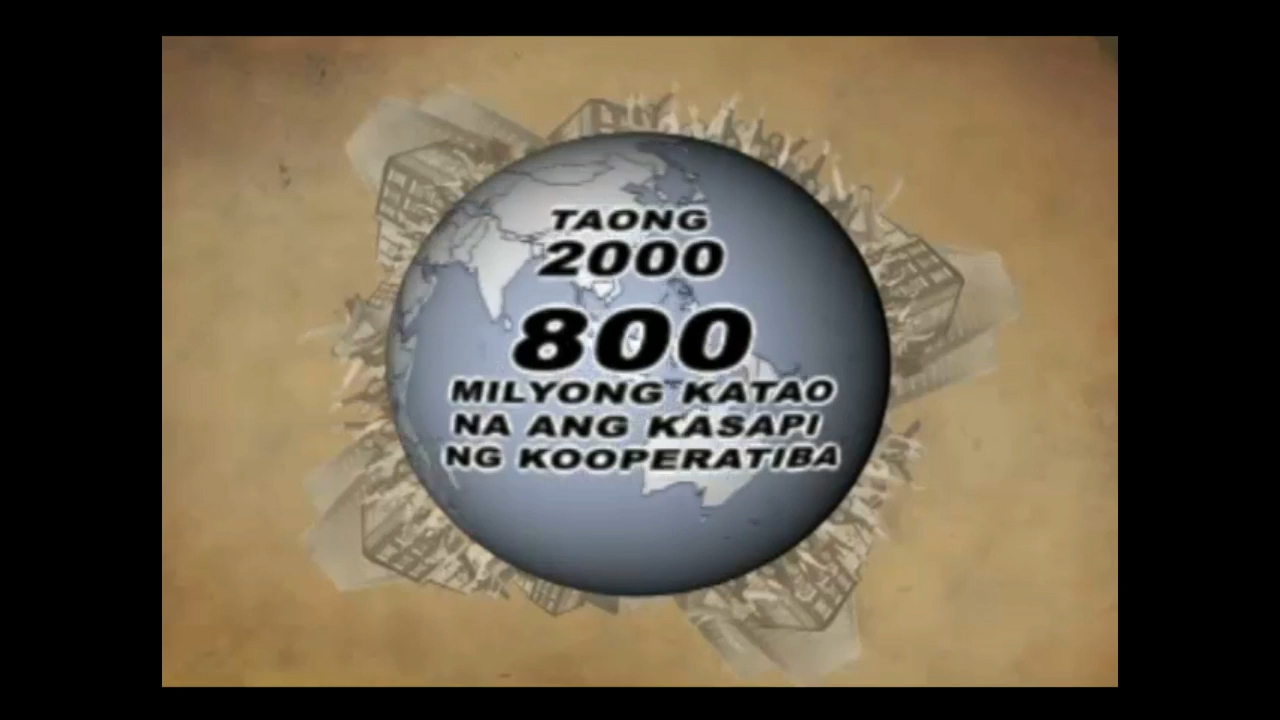 TAONG
2000
800
MILYONG KATAO
NA ANG KASAPI
NG KOOPERATIBA